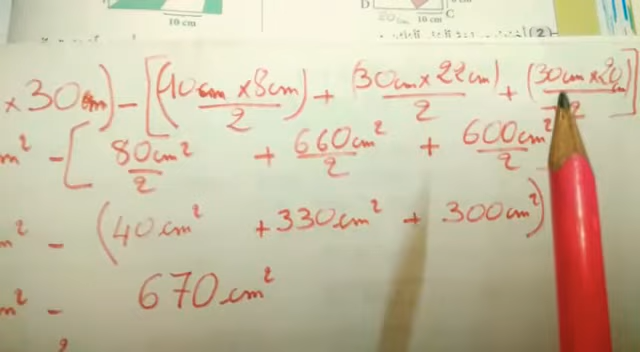 10 cm
D 20cm 10 cm C
(2)
×30cm) - [(10cm ×8cm)/2 + (30cm×22cm)/2 + (30cm×20cm)/2]
m² - [80cm²/2 + 660cm²/2 + 600cm²/2
m² - (40cm² +330cm² + 300cm²)
m² - 670cm²